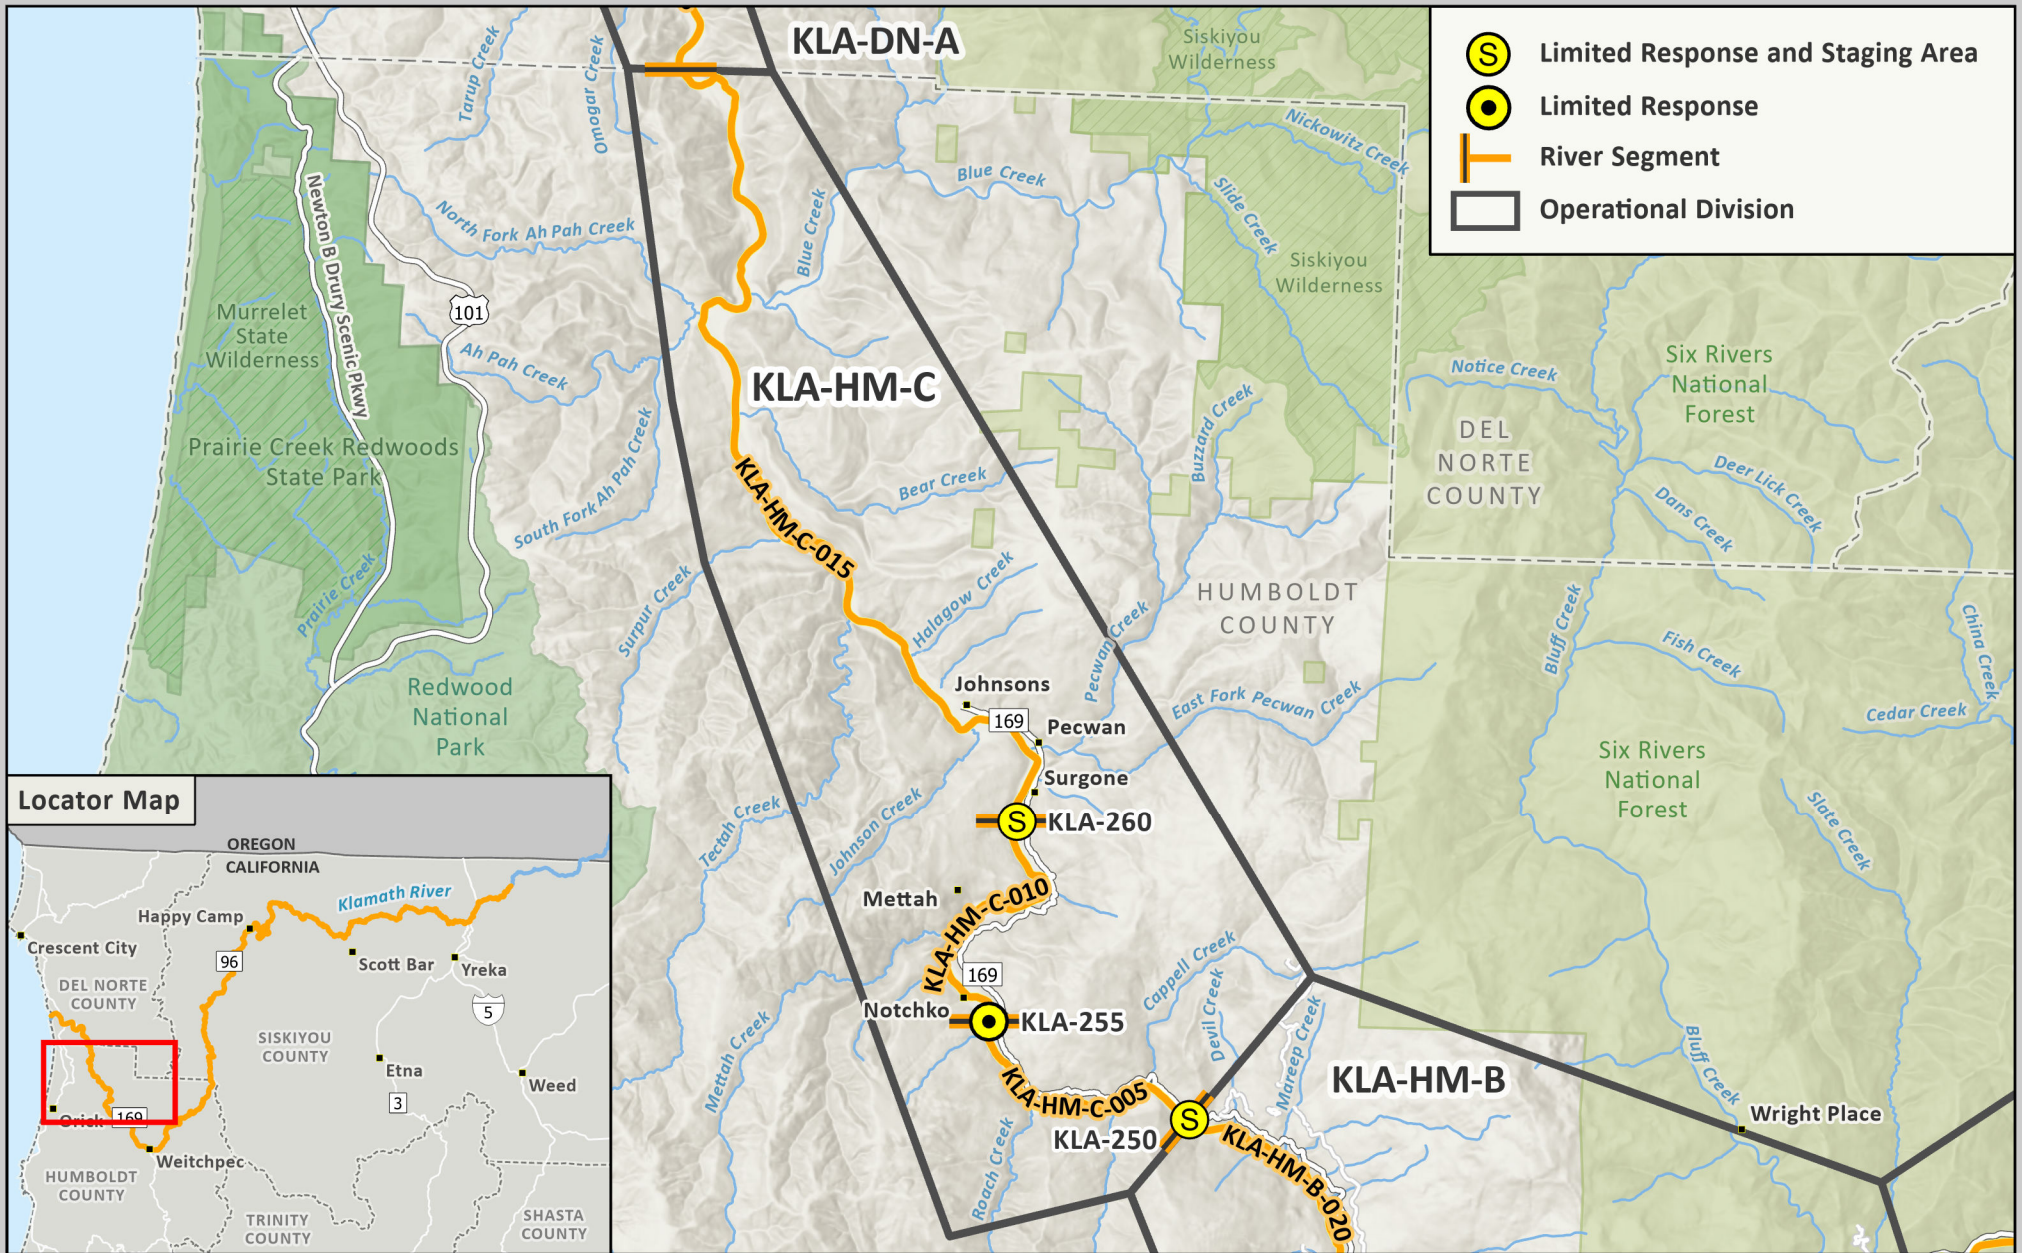 KLA-DN-A
Siskiyou
Wilderness
Limited Response and Staging Area
Limited Response
River Segment
Operational Division
Tarup Creek
Omogar Creek
Nickowitz Creek
Blue Creek
Blue Creek
Slide Creek
Newton B Drury Scenic Pkwy
North Fork Ah Pah Creek
Siskiyou
Wilderness
101
Murrelet
State
Wilderness
Ah Pah Creek
KLA-HM-C
Notice Creek
Six Rivers
National
Forest
Prairie Creek Redwoods
State Park
South Fork Ah Pah Creek
Buzzard Creek
DEL
NORTE
COUNTY
Bear Creek
KLA-HM-C-015
Deer Lick Creek
Dans Creek
Prairie Creek
Surpur Creek
Halagow Creek
HUMBOLDT
COUNTY
Pecwan Creek
Bluff Creek
Fish Creek
China Creek
Redwood
National
Park
Johnsons
169
Pecwan
East Fork Pecwan Creek
Cedar Creek
Surgone
Six Rivers
National
Forest
Tectah Creek
Johnson Creek
KLA-260
S
Slate Creek
Mettah
KLA-HM-C-010
169
Cappell Creek
Devil Creek
Notchko
KLA-255
Mettah Creek
Mareep Creek
Bluff Creek
KLA-HM-B
KLA-HM-C-005
S
KLA-250
Wright Place
Roach Creek
KLA-HM-B-020
Locator Map
OREGON
CALIFORNIA
Klamath River
Happy Camp
Crescent City
96
Scott Bar
Yreka
DEL NORTE
COUNTY
5
SISKIYOU
COUNTY
Etna
Weed
3
Orick
169
Weitchpec
HUMBOLDT
COUNTY
TRINITY
COUNTY
SHASTA
COUNTY
S